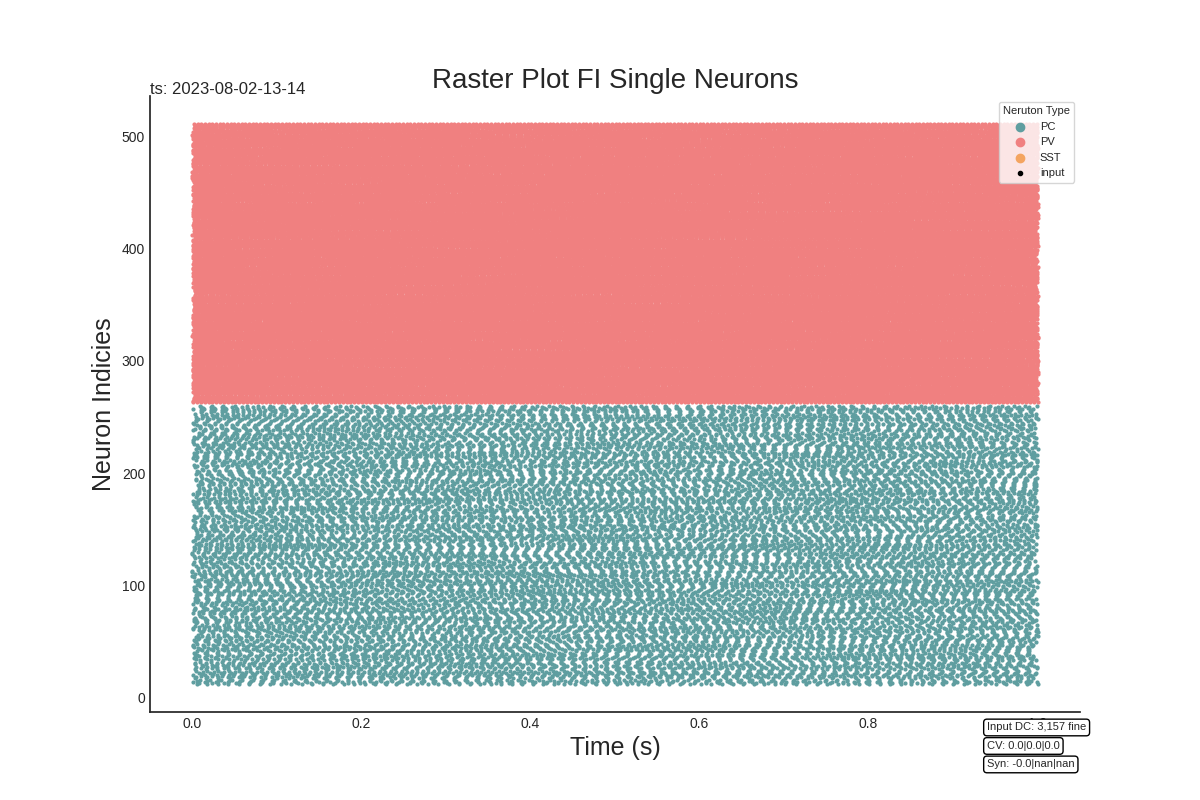 Raster Plot FI Single Neurons
ts: 2023-08-02-13-14
Neruton Type
PC
PV
SST
input
500
400
300
200
100
0
Neuron Indicies
0.0
0.2
0.4
0.6
0.8
Time (s)
Input DC: 3,157 fine
CV: 0.0|0.0|0.0
Syn: -0.0|nan|nan